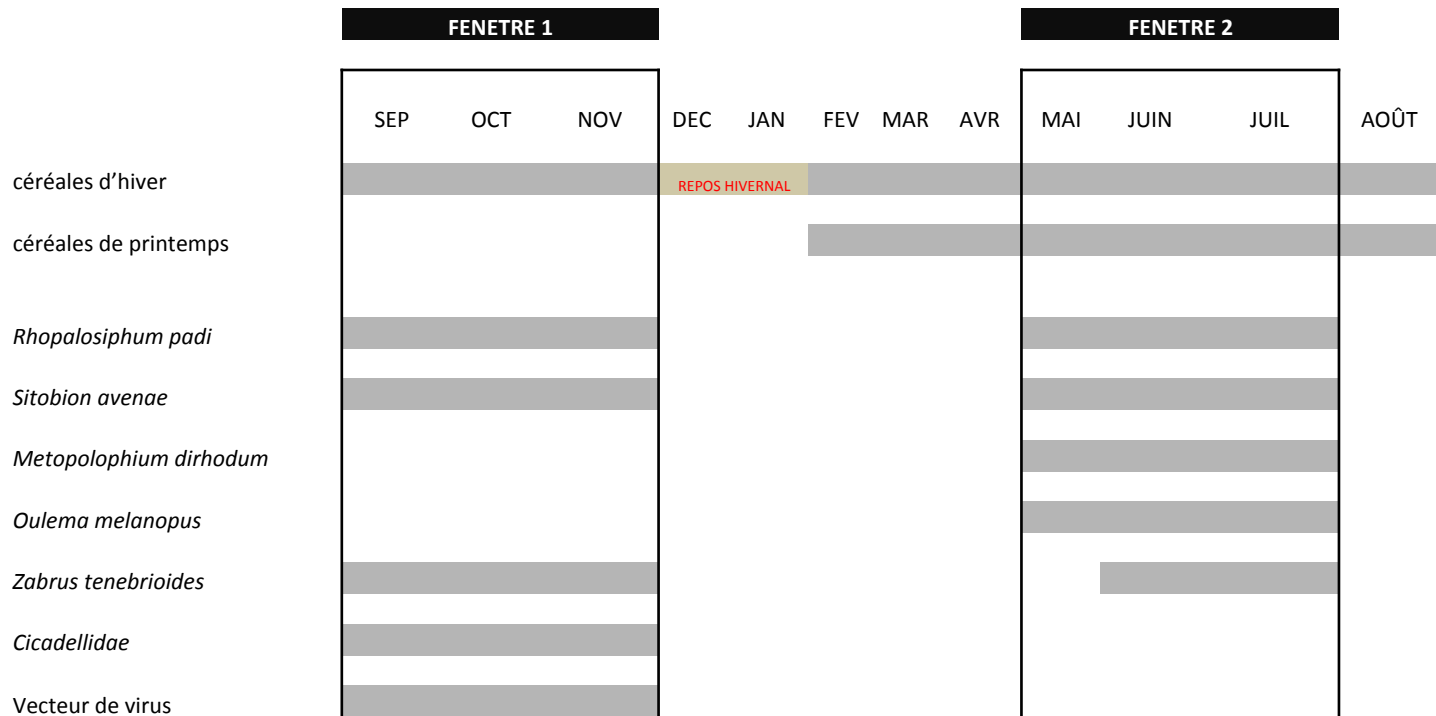 FENETRE 1 FENETRE 2
SEP OCT NOV DEC JAN FEV MAR AVR MAI JUIN JUIL AOÛT
céréales d’hiver REPOS HIVERNAL
céréales de printemps
Rhopalosiphum padi
Sitobion avenae
Metopolophium dirhodum
Oulema melanopus
Zabrus tenebrioides
Cicadellidae
Vecteur de virus